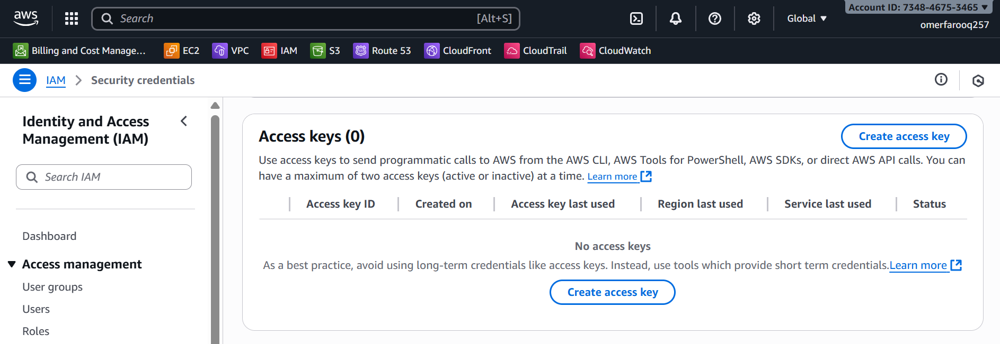 aws
Search
[Alt+S]
Global
Account ID: 7348-4675-3465
omerfarooq257
Billing and Cost Manage...
EC2
VPC
IAM
S3
Route 53
CloudFront
CloudTrail
CloudWatch
IAM
Security credentials
Identity and Access
Management (IAM)
Search IAM
Dashboard
Access management
User groups
Users
Roles
Access keys (0)
Create access key
Use access keys to send programmatic calls to AWS from the AWS CLI, AWS Tools for PowerShell, AWS SDKs, or direct AWS API calls. You can
have a maximum of two access keys (active or inactive) at a time. Learn more
Access key ID
Created on
Access key last used
Region last used
Service last used
Status
No access keys
As a best practice, avoid using long-term credentials like access keys. Instead, use tools which provide short term credentials.Learn more
Create access key